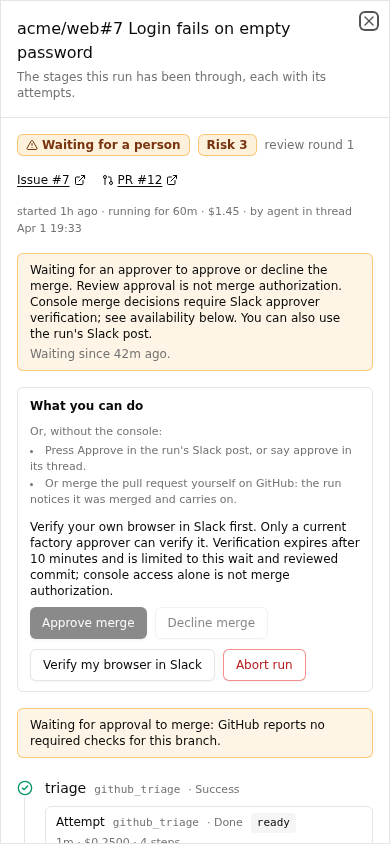 acme/web#7 Login fails on empty
password
The stages this run has been through, each with its
attempts.
Waiting for a person
Risk 3
review round 1
Issue #7
PR #12
started 1h ago · running for 60m · $1.45 · by agent in thread
Apr 1 19:33
Waiting for an approver to approve or decline the
merge. Review approval is not merge authorization.
Console merge decisions require Slack approver
verification; see availability below. You can also use
the run's Slack post.
Waiting since 42m ago.
What you can do
Or, without the console:
• Press Approve in the run's Slack post, or say approve in
its thread.
• Or merge the pull request yourself on GitHub: the run
notices it was merged and carries on.
Verify your own browser in Slack first. Only a current
factory approver can verify it. Verification expires after
10 minutes and is limited to this wait and reviewed
commit; console access alone is not merge
authorization.
Approve merge
Decline merge
Verify my browser in Slack
Abort run
Waiting for approval to merge: GitHub reports no
required checks for this branch.
triage github_triage · Success
Attempt github_triage · Done ready
1m · $0.2500 · 4 steps